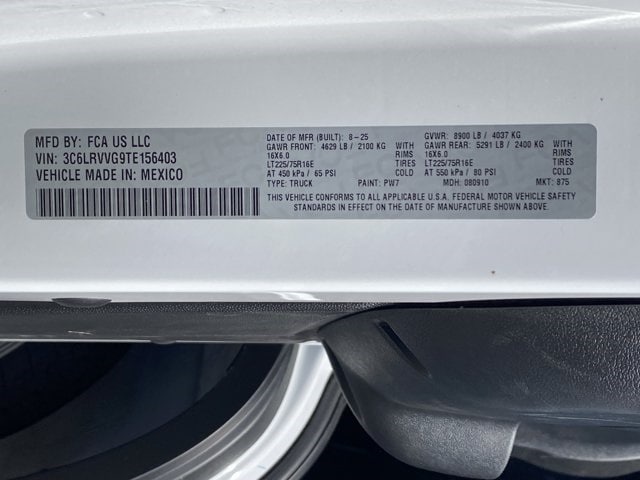 MFD BY: FCA US LLC
VIN: 3C6LRVVG9TE156403
VEHICLE MADE IN: MEXICO
DATE OF MFR (BUILT): 8-25
GAWR FRONT: 4629 LB / 2100 KG WITH
16X6.0 RIMS
LT225/75R16E TIRES
AT 450 kPa / 65 PSI COLD
TYPE: TRUCK PAINT: PW7
GVWR: 8900 LB / 4037 KG
GAWR REAR: 5291 LB / 2400 KG WITH
16X6.0 RIMS
LT225/75R16E TIRES
AT 550 kPa / 80 PSI COLD
MDH: 080910 MKT: 875
THIS VEHICLE CONFORMS TO ALL APPLICABLE U.S.A. FEDERAL MOTOR VEHICLE SAFETY
STANDARDS IN EFFECT ON THE DATE OF MANUFACTURE SHOWN ABOVE.